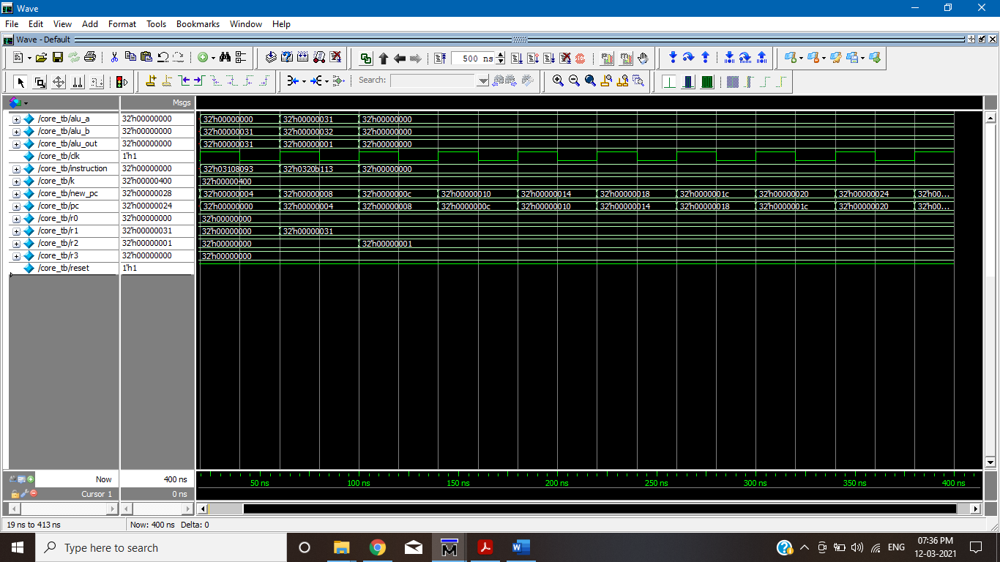 Wave
File Edit View Add Format Tools Bookmarks Window Help
Wave - Default
500 ns
Search:
Msgs
/core_tb/alu_a 32'h00000000 32'h00000000 32'h00000031 32'h00000000
/core_tb/alu_b 32'h00000000 32'h00000031 32'h00000032 32'h00000000
/core_tb/alu_out 32'h00000000 32'h00000031 32'h00000001 32'h00000000
/core_tb/clk 1'h1
/core_tb/instruction 32'h00000000 32'h03108093 32'h0320b113 32'h00000000
/core_tb/k 32'h00000400 32'h00000400
/core_tb/new_pc 32'h00000028 32'h00000004 32'h00000008 32'h0000000c 32'h00000010 32'h00000014 32'h00000018 32'h0000001c 32'h00000020 32'h00000024 32'h00...
/core_tb/pc 32'h00000024 32'h00000000 32'h00000004 32'h00000008 32'h0000000c 32'h00000010 32'h00000014 32'h00000018 32'h0000001c 32'h00000020 32'h00...
/core_tb/r0 32'h00000000 32'h00000000
/core_tb/r1 32'h00000031 32'h00000000 32'h00000031
/core_tb/r2 32'h00000001 32'h00000000 32'h00000001
/core_tb/r3 32'h00000000 32'h00000000
/core_tb/reset 1'h1
Now 400 ns 50 ns 100 ns 150 ns 200 ns 250 ns 300 ns 350 ns 400 ns
Cursor 1 0 ns
19 ns to 413 ns Now: 400 ns Delta: 0
Type here to search
ENG
07:36 PM
12-03-2021